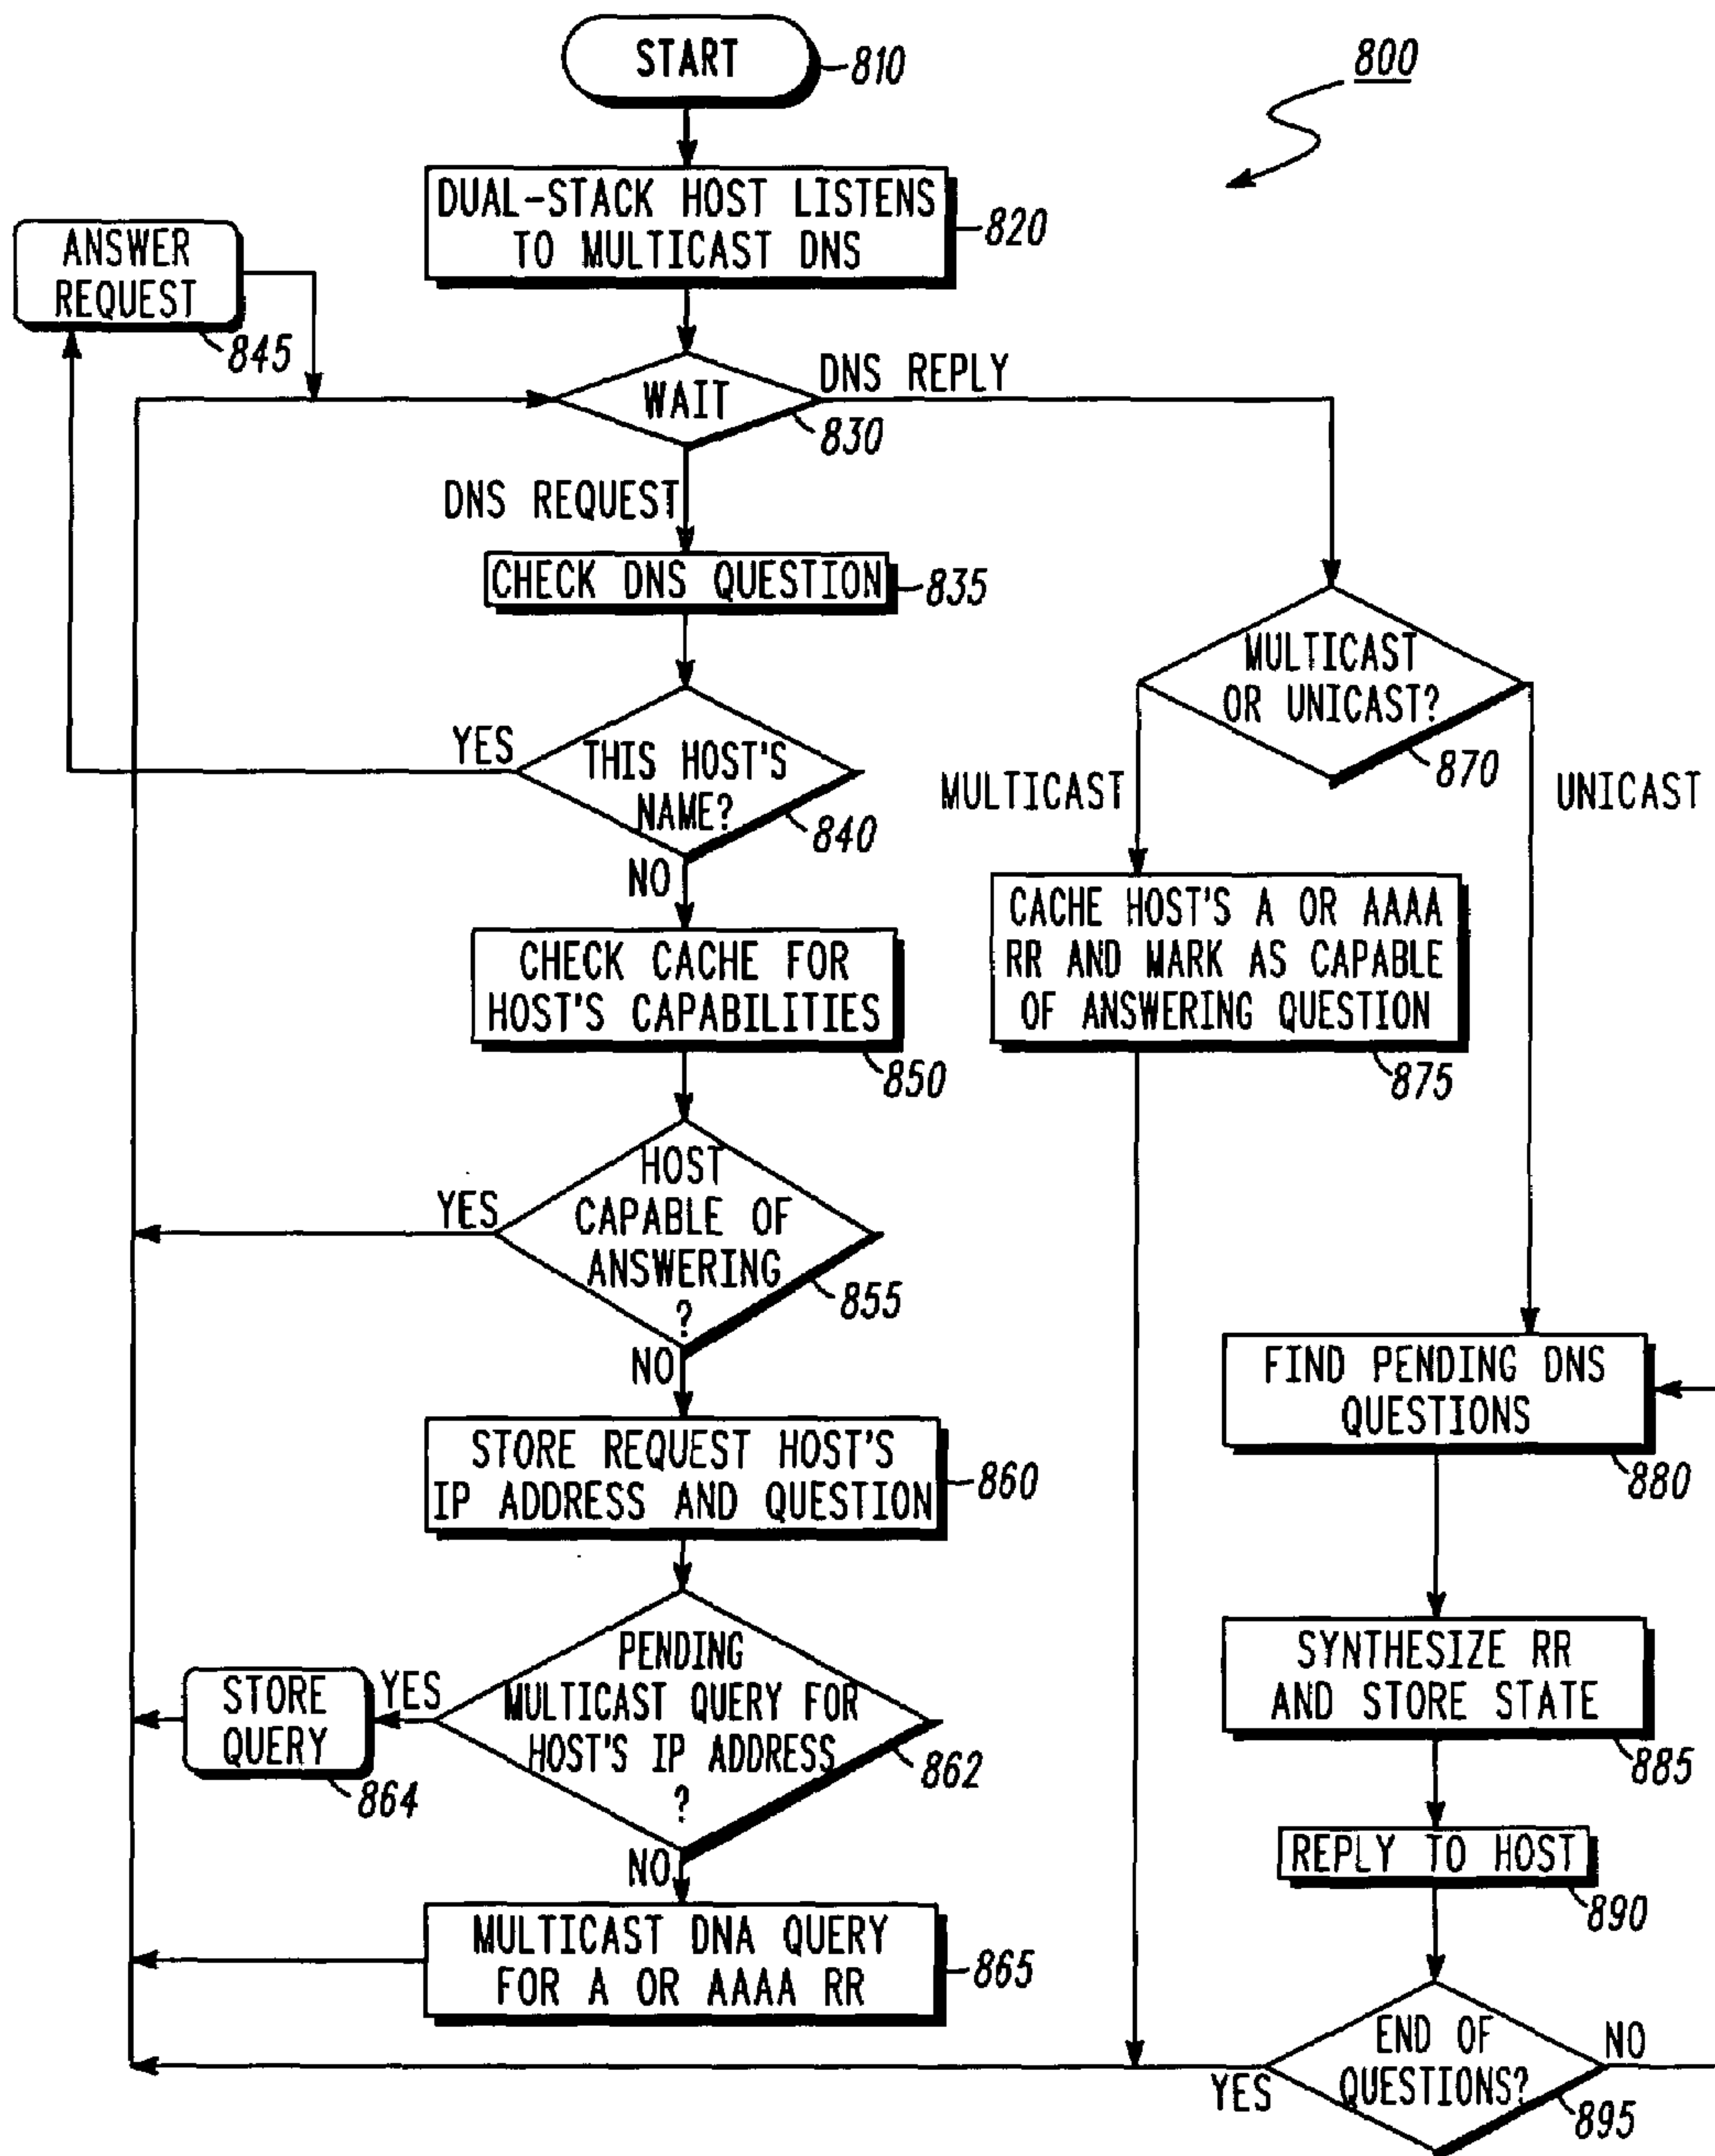 START
810
800
DUAL-STACK HOST LISTENS
TO MULTICAST DNS
820
ANSWER
REQUEST
845
WAIT
830
DNS REPLY
DNS REQUEST
CHECK DNS QUESTION
835
MULTICAST
OR UNICAST?
870
YES
THIS HOST'S
NAME?
840
NO
MULTICAST
UNICAST
CHECK CACHE FOR
HOST'S CAPABILITIES
850
CACHE HOST'S A OR AAAA
RR AND MARK AS CAPABLE
OF ANSWERING QUESTION
875
HOST
CAPABLE OF
ANSWERING
?
855
YES
NO
FIND PENDING DNS
QUESTIONS
880
STORE REQUEST HOST'S
IP ADDRESS AND QUESTION
860
PENDING
MULTICAST QUERY FOR
HOST'S IP ADDRESS
?
862
YES
STORE
QUERY
864
NO
SYNTHESIZE RR
AND STORE STATE
885
REPLY TO HOST
890
MULTICAST DNA QUERY
FOR A OR AAAA RR
865
END OF
QUESTIONS?
895
YES
NO